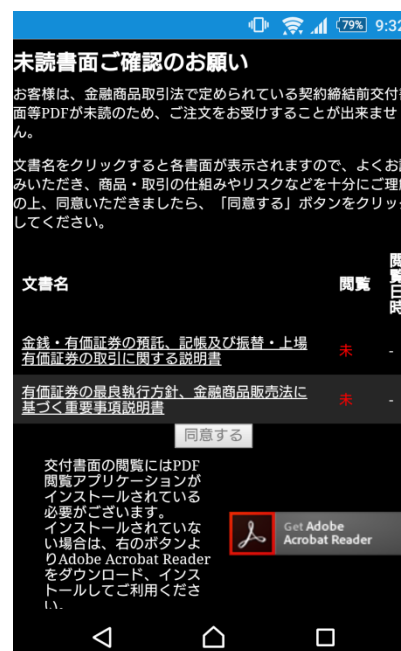 79% 9:32
未読書面ご確認のお願い
お客様は、金融商品取引法で定められている契約締結前交付
面等PDFが未読のため、ご注文をお受けすることが出来ませ
ん。
文書名をクリックすると各書面が表示されますので、よくお
みいただき、商品・取引の仕組みやリスクなどを十分にご理
の上、同意いただきましたら、「同意する」ボタンをクリッ
してください。
文書名 閲覧 閲覧日時
金銭・有価証券の預託、記帳及び振替・上場
有価証券の取引に関する説明書 未 -
有価証券の最良執行方針、金融商品販売法に
基づく重要事項説明書 未 -
同意する
交付書面の閲覧にはPDF
閲覧アプリケーションが
インストールされている
必要がございます。
インストールされていな
い場合は、右のボタンよ
りAdobe Acrobat Reader
をダウンロード、インス
トールしてご利用くださ
い。
Get Adobe
Acrobat Reader